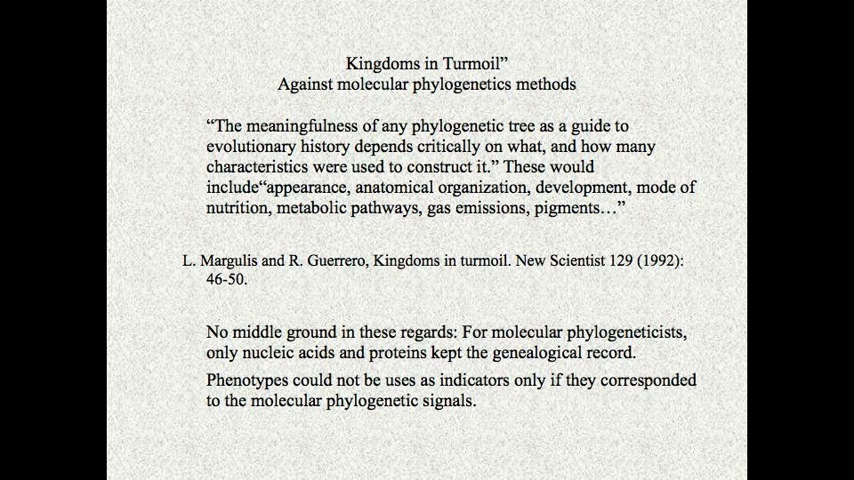 Kingdoms in Turmoil”
Against molecular phylogenetics methods
“The meaningfulness of any phylogenetic tree as a guide to
evolutionary history depends critically on what, and how many
characteristics were used to construct it.” These would
include“appearance, anatomical organization, development, mode of
nutrition, metabolic pathways, gas emissions, pigments…”
L. Margulis and R. Guerrero, Kingdoms in turmoil. New Scientist 129 (1992):
46-50.
No middle ground in these regards: For molecular phylogeneticists,
only nucleic acids and proteins kept the genealogical record.
Phenotypes could not be uses as indicators only if they corresponded
to the molecular phylogenetic signals.